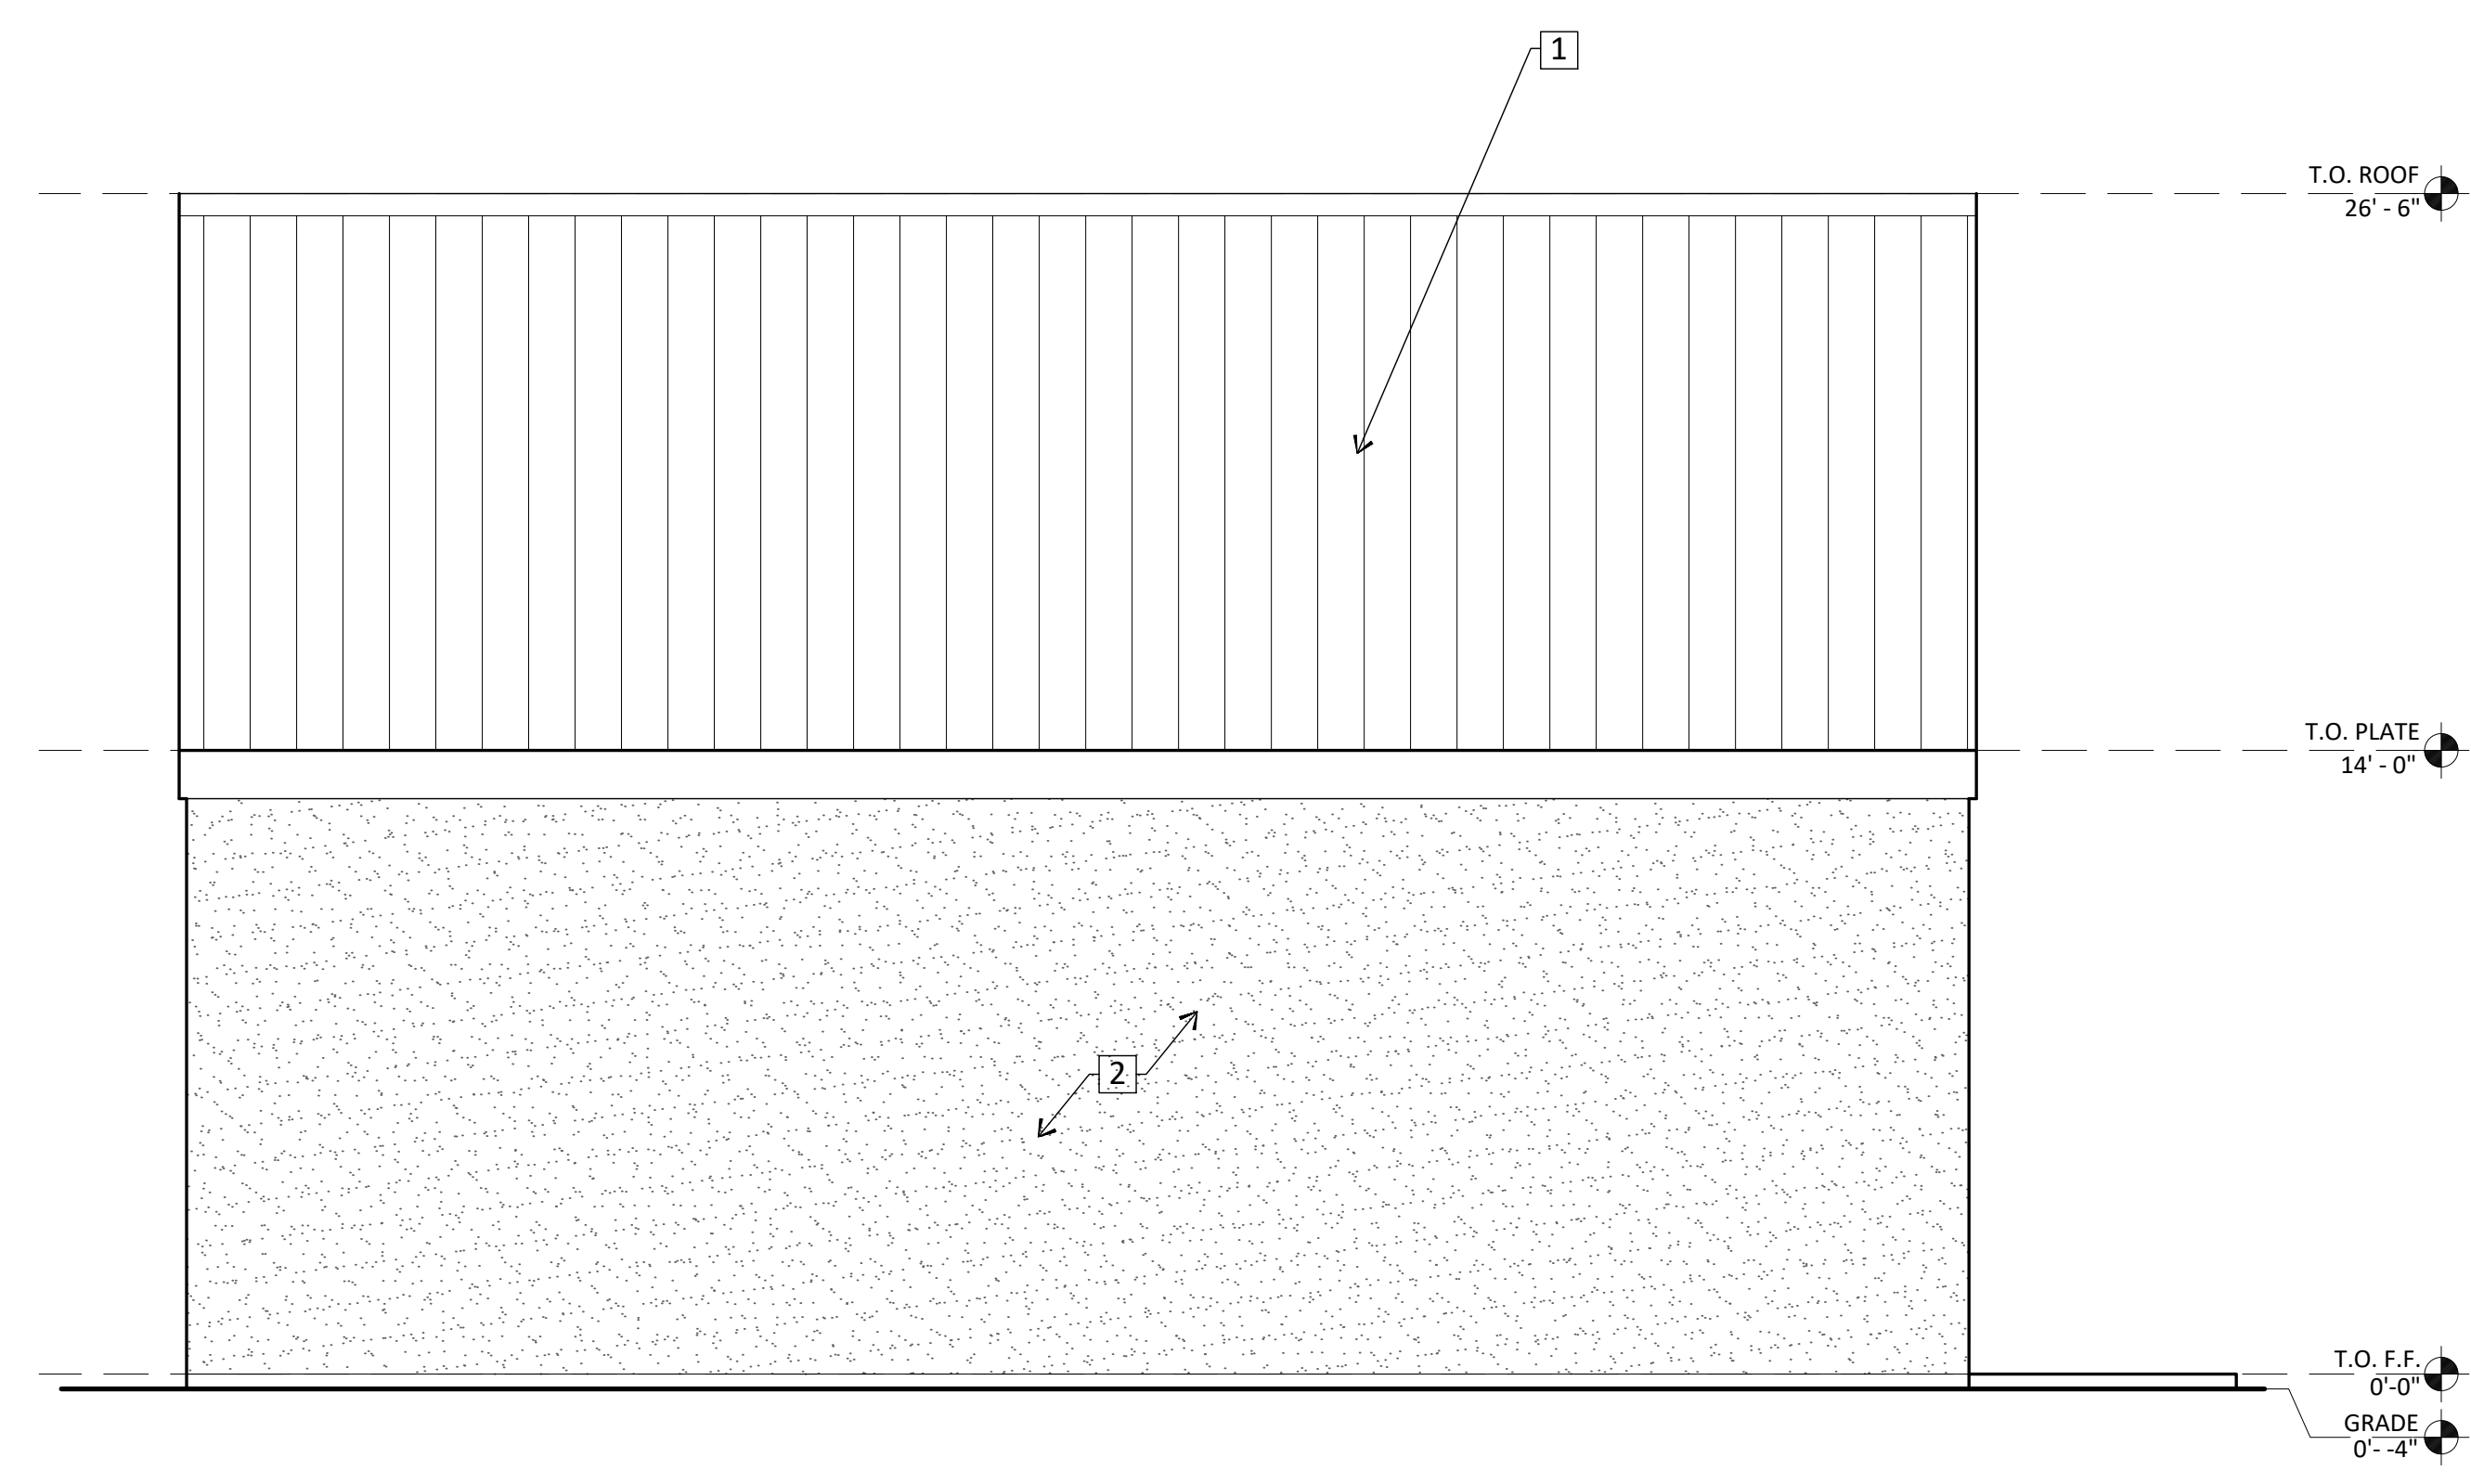 1
T.O. ROOF
26' - 6"
T.O. PLATE
14' - 0"
2
T.O. F.F.
0'-0"
GRADE
0'- -4"